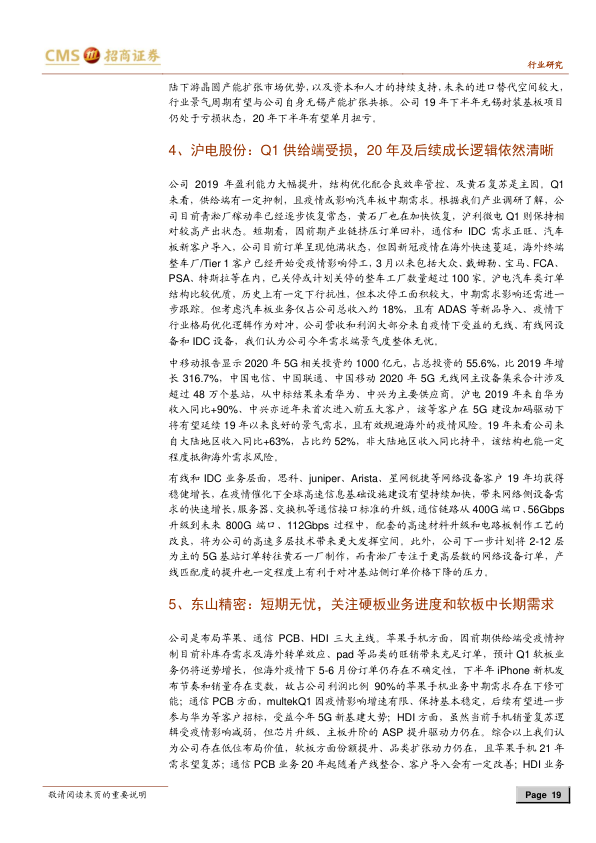 CMS 招商证券
行业研究
陆下游晶圆产能扩张市场优势，以及资本和人才的持续支持，未来的进口替代空间较大，
行业景气周期有望与公司自身无锡产能扩张共振。公司 19 年下半年无锡封装基板项目
仍处于亏损状态，20 年下半年有望单月扭亏。
4、沪电股份：Q1 供给端受损，20 年及后续成长逻辑依然清晰
公司 2019 年盈利能力大幅提升，结构优化配合良效率管控、及黄石复苏是主因。Q1
来看，供给端有一定抑制，且疫情或影响汽车板中期需求。根据我们产业调研了解，公
司目前青淞厂稼动率已经逐步恢复常态，黄石厂也在加快恢复，沪利微电 Q1 则保持相
对较高产出状态。短期看，因前期产业链挤压订单回补，通信和 IDC 需求正旺、汽车
板新客户导入，公司目前订单呈现饱满状态，但因新冠疫情在海外快速蔓延，海外终端
整车厂/Tier 1 客户已经开始受疫情影响停工，3 月以来包括大众、戴姆勒、宝马、FCA、
PSA、特斯拉等在内，已关停或计划关停的整车工厂数量超过 100 家。沪电汽车类订单
结构比较优质，历史上有一定下行抗性，但本次停工面积较大，中期需求影响还需进一
步跟踪。但考虑汽车板业务仅占公司总收入约 18%，且有 ADAS 等新品导入、疫情下
行业格局优化逻辑作为对冲，公司营收和利润大部分来自疫情下受益的无线、有线网设
备和 IDC 设备，我们认为公司今年需求端景气度整体无忧。
中移动报告显示 2020 年 5G 相关投资约 1000 亿元，占总投资的 55.6%，比 2019 年增
长 316.7%，中国电信、中国联通、中国移动 2020 年 5G 无线网主设备集采合计涉及
超过 48 万个基站，从中标结果来看华为、中兴为主要供应商。沪电 2019 年来自华为
收入同比+90%，中兴亦近年来首次进入前五大客户，该等客户在 5G 建设加码驱动下
将有望延续 19 年以来良好的景气需求，且有效规避海外的疫情风险。19 年来看公司来
自大陆地区收入同比+63%，占比约 52%，非大陆地区收入同比持平，该结构也能一定
程度抵御海外需求风险。
有线和 IDC 业务层面，思科、juniper、Arista、星网锐捷等网络设备客户 19 年均获得
稳健增长，在疫情催化下全球高速信息基础设施建设有望持续加快，带来网络侧设备需
求的快速增长，服务器、交换机等通信接口标准的升级，通信链路从 400G 端口、56Gbps
升级到未来 800G 端口、112Gbps 过程中，配套的高速材料升级和电路板制作工艺的
改良，将为公司的高速多层技术带来更大发挥空间。此外，公司下一步计划将 2-12 层
为主的 5G 基站订单转往黄石一厂制作，而青淞厂专注于更高层数的网络设备订单，产
线匹配度的提升也一定程度上有利于对冲基站侧订单价格下降的压力。
5、东山精密：短期无忧，关注硬板业务进度和软板中长期需求
公司是布局苹果、通信 PCB、HDI 三大主线。苹果手机方面，因前期供给端受疫情抑
制目前补库存需求及海外转单效应、pad 等品类的旺销带来充足订单，预计 Q1 软板业
务仍将逆势增长，但海外疫情下 5-6 月份订单仍存在不确定性，下半年 iPhone 新机发
布节奏和销量存在变数，故占公司利润比例 90%的苹果手机业务中期需求存在下修可
能；通信 PCB 方面，multekQ1 因疫情影响增速有限、保持基本稳定，后续有望进一步
参与华为等客户招标，受益今年 5G 新基建大势；HDI 方面，虽然当前手机销量复苏逻
辑受疫情影响减弱，但芯片升级、主板升阶的 ASP 提升驱动力仍在。综合以上我们认
为公司存在低位布局价值，软板方面份额提升、品类扩张动力仍在，且苹果手机 21 年
需求望复苏；通信 PCB 业务 20 年起随着产线整合、客户导入会有一定改善；HDI 业务
敬请阅读末页的重要说明
Page 19